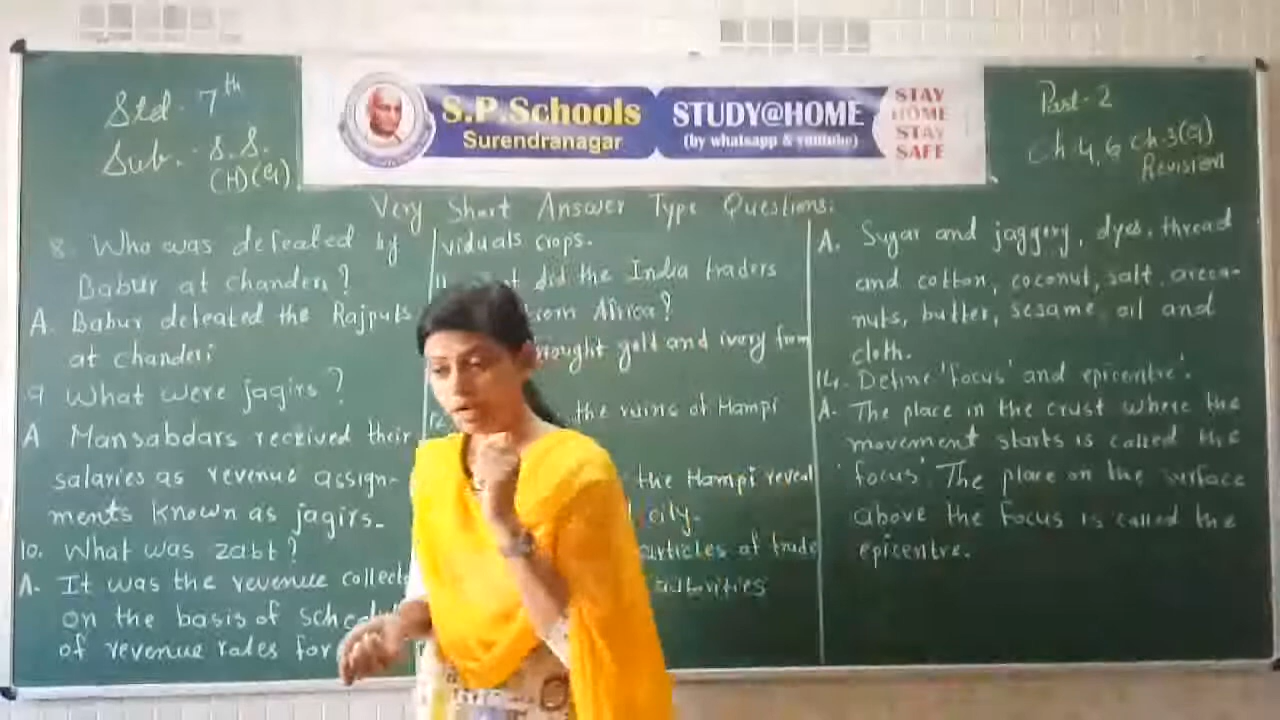 Std. 7th
Sub. S.S.
(H) (G)
S.P.Schools
Surendranagar
STUDY@HOME
(by whatsapp & youtube)
STAY
HOME
STAY
SAFE
Part-2
Ch. 4, 6 Ch. 3(G)
Revision
Very Short Answer Type Questions:
8. Who was defeated by
Babur at chanderi?
A. Babur defeated the Rajputs
at chanderi
9 What were jagirs?
A Mansabdars received their
salaries as revenue assign-
ments known as jagirs.
10. What was zabt?
A. It was the revenue collecte
on the basis of sched
of revenue rates for
viduals crops.
did the India traders
from Africa?
brought gold and ivory from
12. the ruins of Hampi
the Hampi reveal
city.
articles of trade
A. Sugar and jaggery, dyes, thread
and cotton, coconut, salt, areca-
nuts, butter, sesame, oil and
cloth.
14. Define 'focus' and epicentre'.
A. The place in the crust where the
movement starts is called the
'focus'. The place on the surface
above the focus is called the
epicentre.